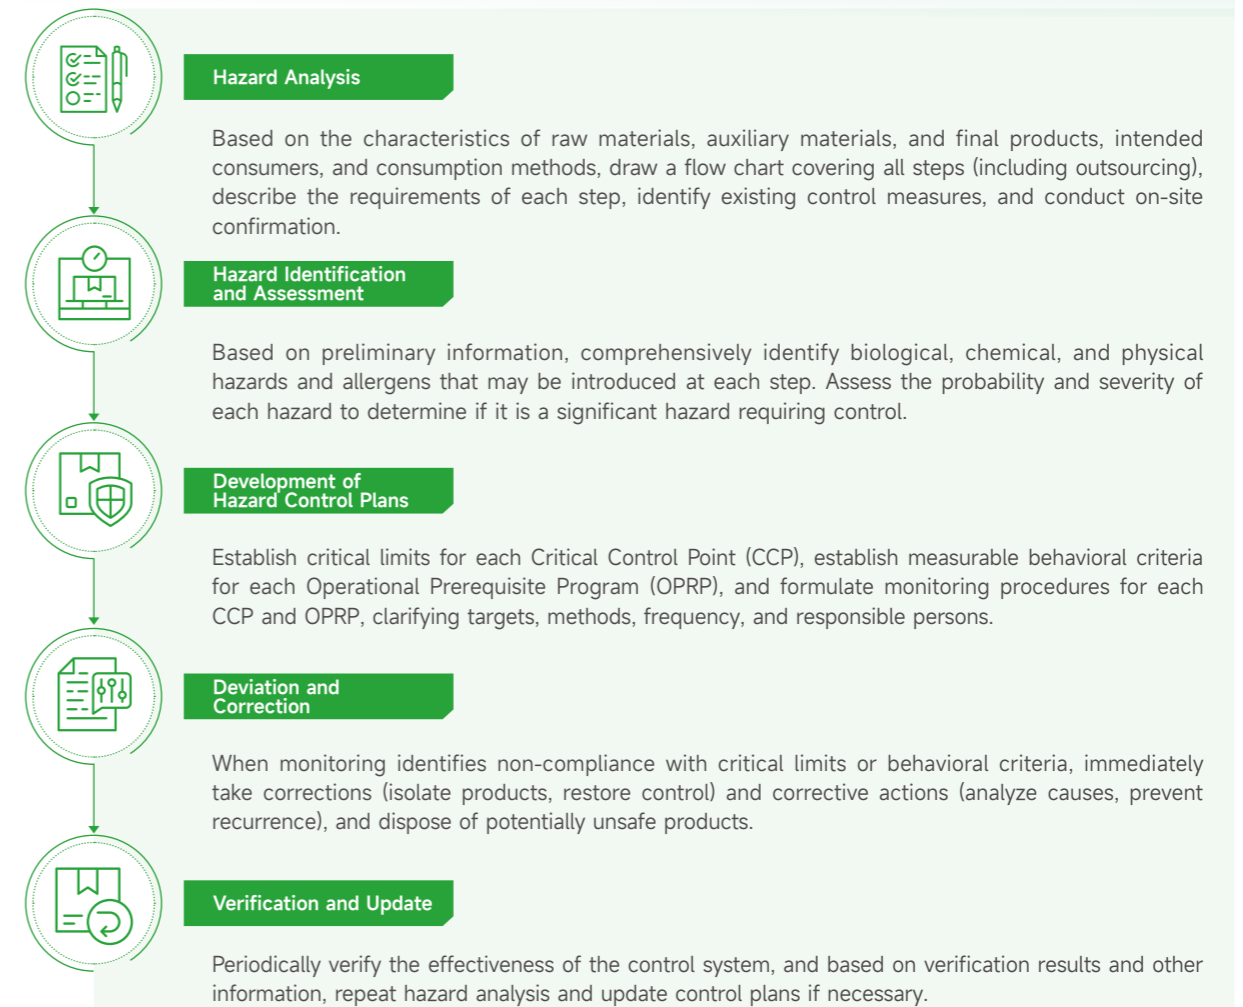 Hazard Analysis
Based on the characteristics of raw materials, auxiliary materials, and final products, intended
consumers, and consumption methods, draw a flow chart covering all steps (including outsourcing),
describe the requirements of each step, identify existing control measures, and conduct on-site
confirmation.
Hazard Identification
and Assessment
Based on preliminary information, comprehensively identify biological, chemical, and physical
hazards and allergens that may be introduced at each step. Assess the probability and severity of
each hazard to determine if it is a significant hazard requiring control.
Development of
Hazard Control Plans
Establish critical limits for each Critical Control Point (CCP), establish measurable behavioral criteria
for each Operational Prerequisite Program (OPRP), and formulate monitoring procedures for each
CCP and OPRP, clarifying targets, methods, frequency, and responsible persons.
Deviation and
Correction
When monitoring identifies non-compliance with critical limits or behavioral criteria, immediately
take corrections (isolate products, restore control) and corrective actions (analyze causes, prevent
recurrence), and dispose of potentially unsafe products.
Verification and Update
Periodically verify the effectiveness of the control system, and based on verification results and other
information, repeat hazard analysis and update control plans if necessary.